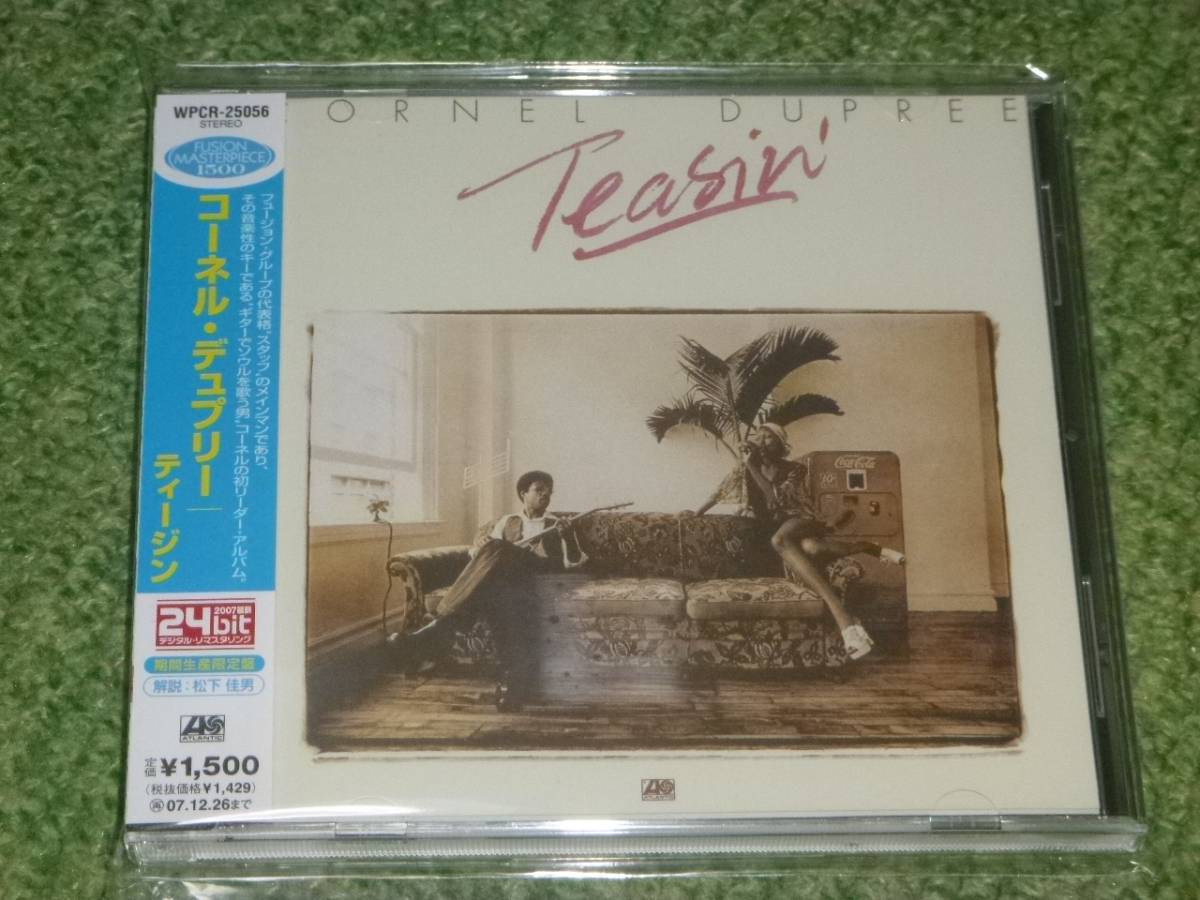 WPCR-25056
STEREO
FUSION
MASTERPIECE
1500
フュージョン・グループの代表格、“スタッフ”のメインマンであり、
その音楽性のキーである、“ギターでソウルを歌う男”、コーネルの初リーダー・アルバム。
コーネル・デュプリー
ティージン
24bit
2007最新
デジタル・リマスタリング
期間生産限定盤
解説:松下 佳男
ATLANTIC
定価 ¥1,500
(税抜価格¥1,429)
再 07.12.26まで
ORNEL DUPREE
Teasin'
Coca-Cola
10¢
ATLANTIC